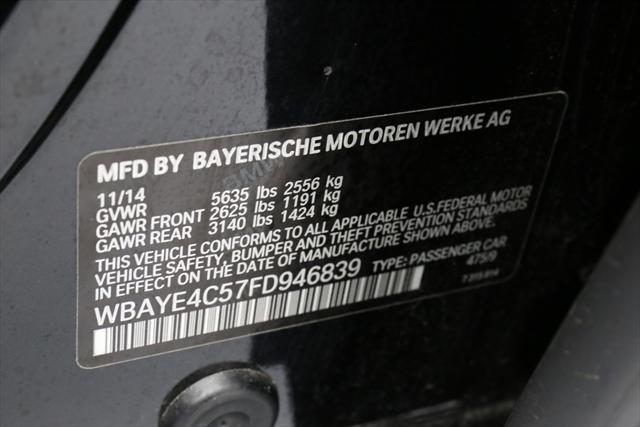 MFD BY BAYERISCHE MOTOREN WERKE AG
11/14 5635 lbs 2556 kg
GVWR
GAWR FRONT 2625 lbs 1191 kg
GAWR REAR 3140 lbs 1424 kg
THIS VEHICLE CONFORMS TO ALL APPLICABLE U.S. FEDERAL MOTOR
VEHICLE SAFETY, BUMPER AND THEFT PREVENTION STANDARDS
IN EFFECT ON THE DATE OF MANUFACTURE SHOWN ABOVE.
WBAYE4C57FD946839 TYPE: PASSENGER CAR
475/9